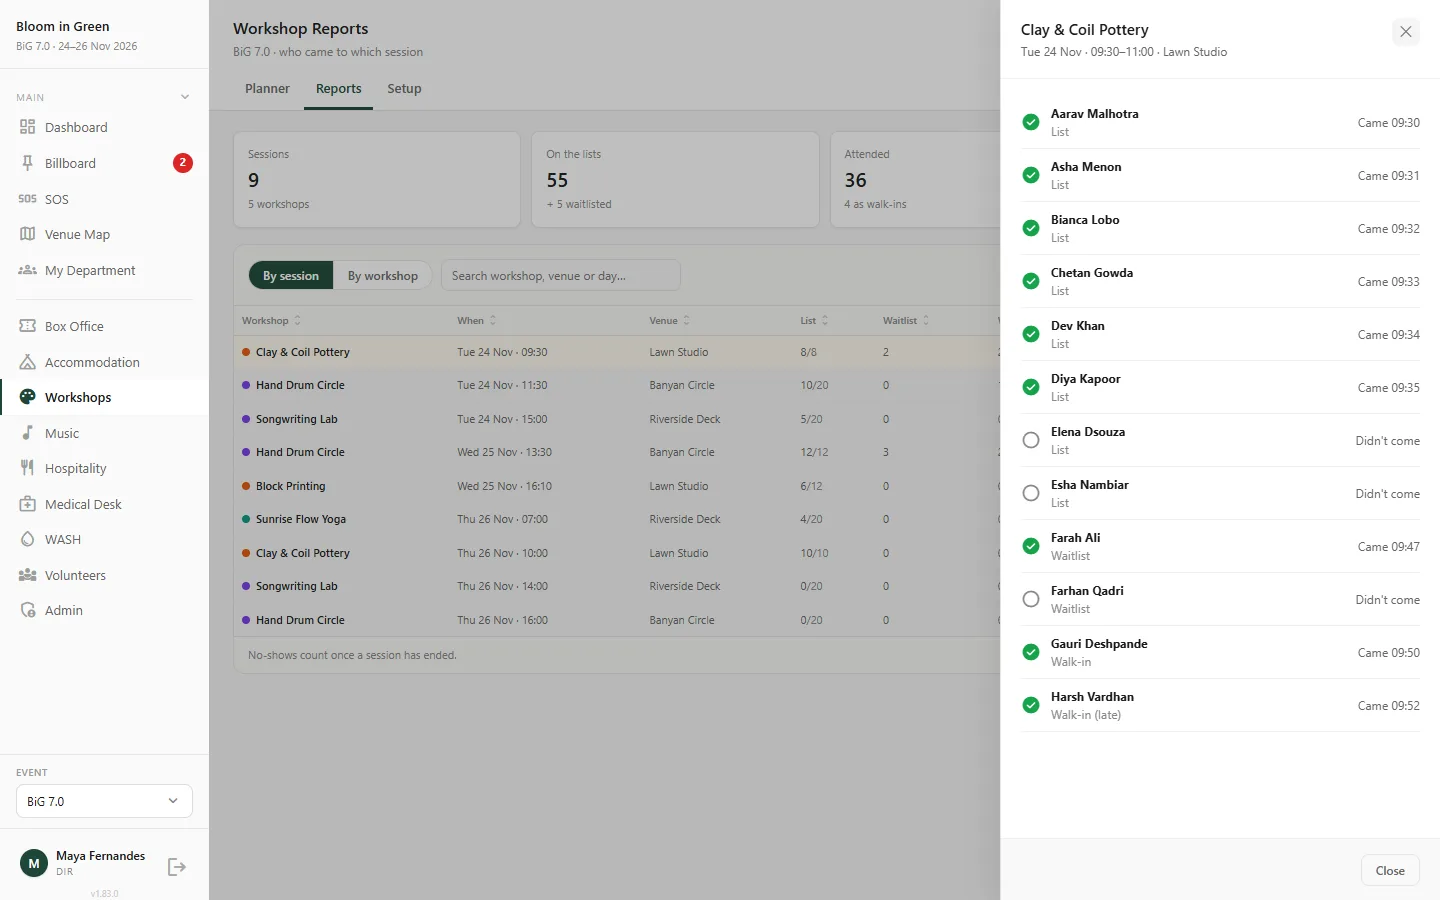 Bloom in Green
BiG 7.0 · 24–26 Nov 2026
MAIN
Dashboard
Billboard
2
SOS
SOS
Venue Map
My Department
Box Office
Accommodation
Workshops
Music
Hospitality
Medical Desk
WASH
Volunteers
Admin
EVENT
BiG 7.0
M
Maya Fernandes
DIR
v1.83.0
Workshop Reports
BiG 7.0 · who came to which session
Planner
Reports
Setup
Sessions
9
5 workshops
On the lists
55
+ 5 waitlisted
Attended
36
4 as walk-ins
By session
By workshop
Search workshop, venue or day...
Workshop When Venue List Waitlist
Clay & Coil Pottery Tue 24 Nov · 09:30 Lawn Studio 8/8 2
Hand Drum Circle Tue 24 Nov · 11:30 Banyan Circle 10/20 0
Songwriting Lab Tue 24 Nov · 15:00 Riverside Deck 5/20 0
Hand Drum Circle Wed 25 Nov · 13:30 Banyan Circle 12/12 3
Block Printing Wed 25 Nov · 16:10 Lawn Studio 6/12 0
Sunrise Flow Yoga Thu 26 Nov · 07:00 Riverside Deck 4/20 0
Clay & Coil Pottery Thu 26 Nov · 10:00 Lawn Studio 10/10 0
Songwriting Lab Thu 26 Nov · 14:00 Riverside Deck 0/20 0
Hand Drum Circle Thu 26 Nov · 16:00 Banyan Circle 0/20 0
No-shows count once a session has ended.
Clay & Coil Pottery
Tue 24 Nov · 09:30–11:00 · Lawn Studio
Aarav Malhotra
List
Came 09:30
Asha Menon
List
Came 09:31
Bianca Lobo
List
Came 09:32
Chetan Gowda
List
Came 09:33
Dev Khan
List
Came 09:34
Diya Kapoor
List
Came 09:35
Elena Dsouza
List
Didn't come
Esha Nambiar
List
Didn't come
Farah Ali
Waitlist
Came 09:47
Farhan Qadri
Waitlist
Didn't come
Gauri Deshpande
Walk-in
Came 09:50
Harsh Vardhan
Walk-in (late)
Came 09:52
Close